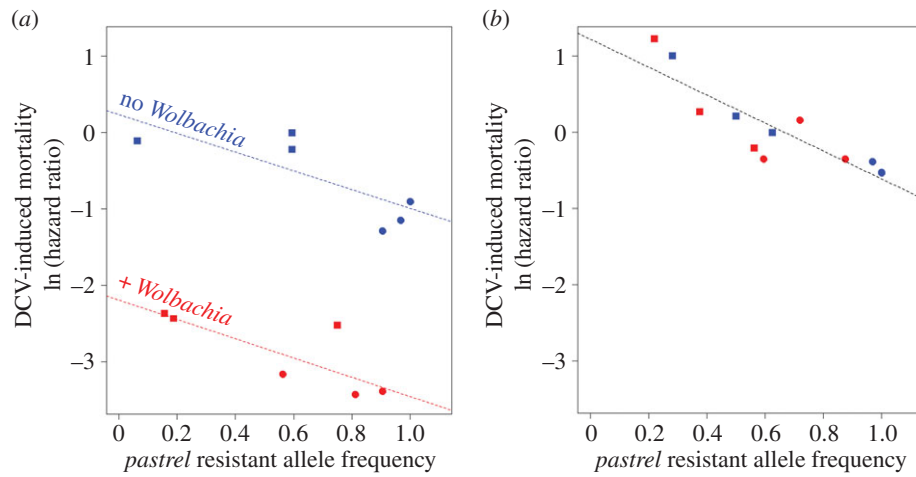 (a)
1
0
−1
−2
−3
no Wolbachia
+ Wolbachia
DCV-induced mortality
ln (hazard ratio)
0 0.2 0.4 0.6 0.8 1.0
pastrel resistant allele frequency
(b)
1
0
−1
−2
−3
DCV-induced mortality
ln (hazard ratio)
0 0.2 0.4 0.6 0.8 1.0
pastrel resistant allele frequency